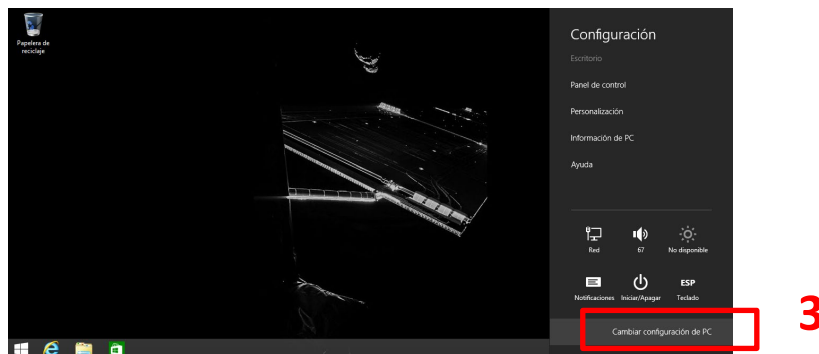 Papelera de
reciclaje
Configuración
Escritorio
Panel de control
Personalización
Información de PC
Ayuda
Red
67
No disponible
Notificaciones
Iniciar/Apagar
ESP
Teclado
Cambiar configuración de PC
3